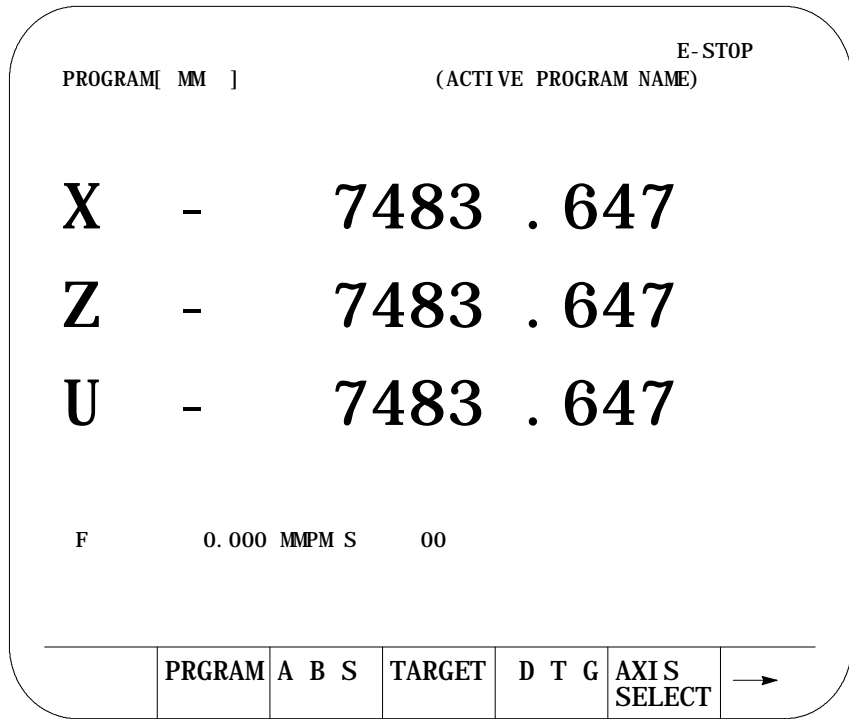 E-STOP
PROGRAM[ MM ] (ACTIVE PROGRAM NAME)
X - 7483 .647
Z - 7483 .647
U - 7483 .647
F 0.000 MMPM S 00
PRGRAM A B S TARGET D T G AXIS SELECT